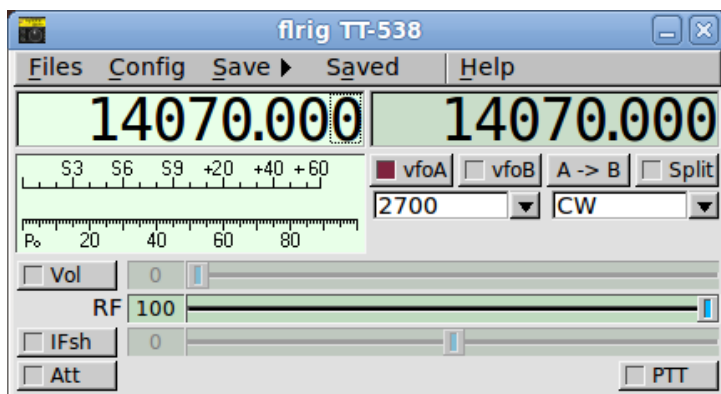 flrig TT-538
Files Config Save Saved Help
14070.000 14070.000
S3 S6 S9 +20 +40 +60
vfoA vfoB A -> B Split
2700 CW
Po 20 40 60 80
Vol 0
RF 100
IFsh 0
Att PTT